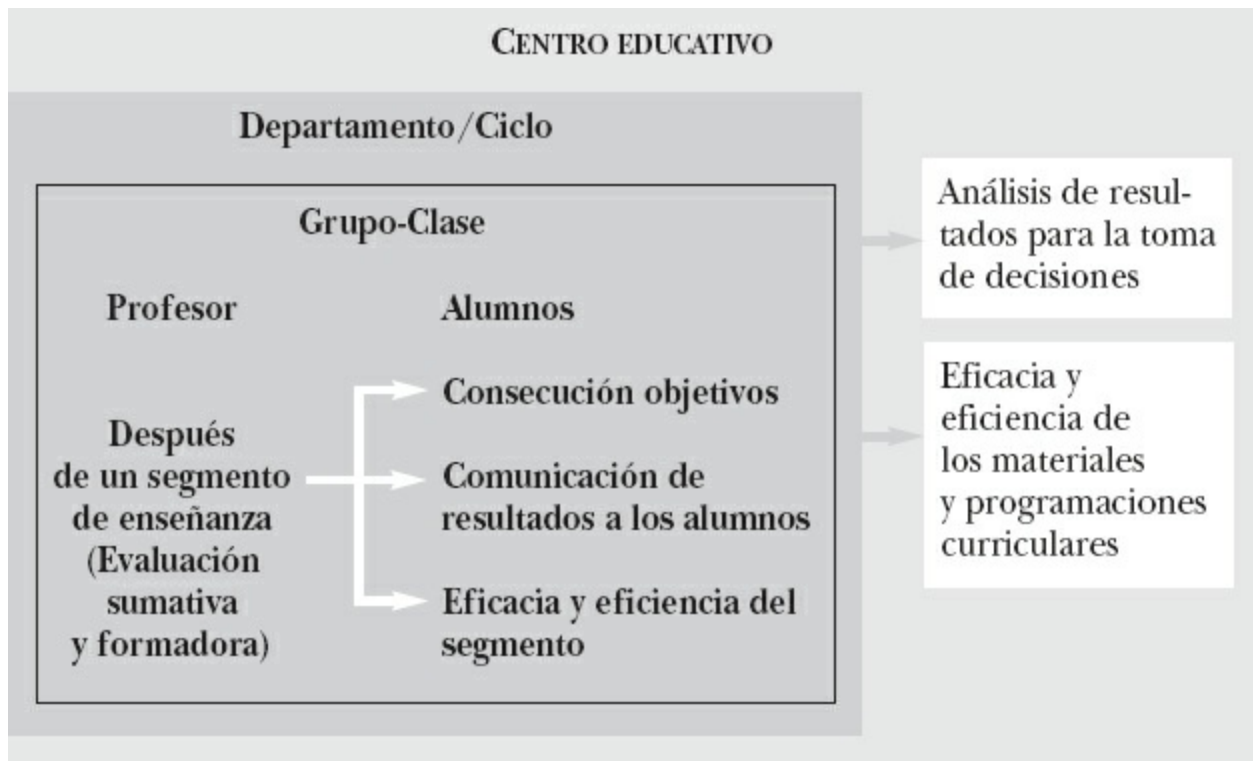 CENTRO EDUCATIVO
Departamento/Ciclo
Grupo-Clase
Profesor
Después
de un segmento
de enseñanza
(Evaluación
sumativa
y formadora)
Alumnos
Consecución objetivos
Comunicación de
resultados a los alumnos
Eficacia y eficiencia del
segmento
Análisis de resul-
tados para la toma
de decisiones
Eficacia y
eficiencia de
los materiales
y programaciones
curriculares